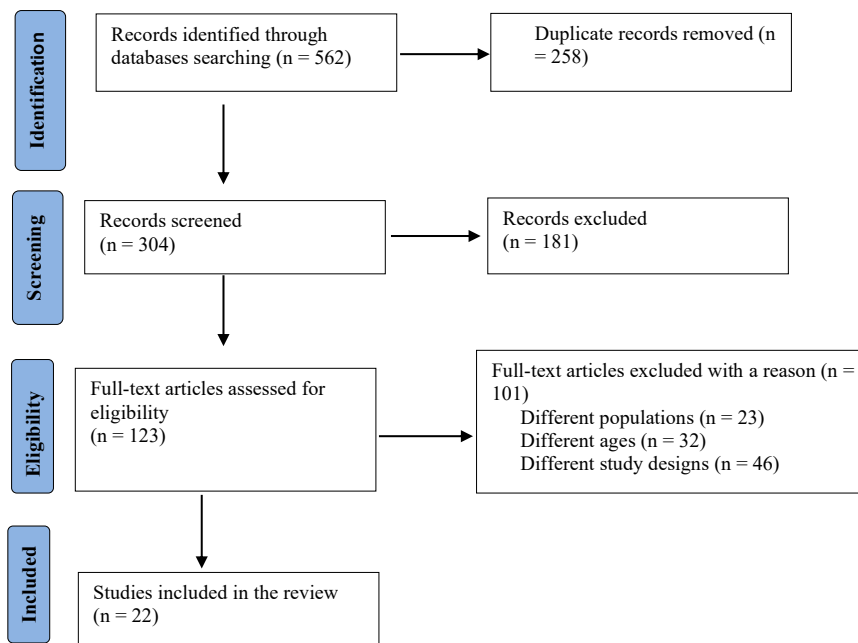 Identification
Records identified through
databases searching (n = 562)
Duplicate records removed (n
= 258)
Screening
Records screened
(n = 304)
Records excluded
(n = 181)
Eligibility
Full-text articles assessed for
eligibility
(n = 123)
Full-text articles excluded with a reason (n =
101)
Different populations (n = 23)
Different ages (n = 32)
Different study designs (n = 46)
Included
Studies included in the review
(n = 22)